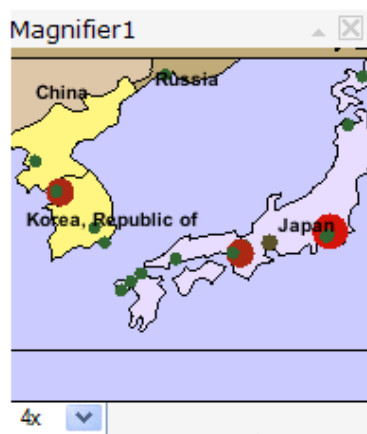 Magnifier1
Russia
China
Korea, Republic of
Japan
4x